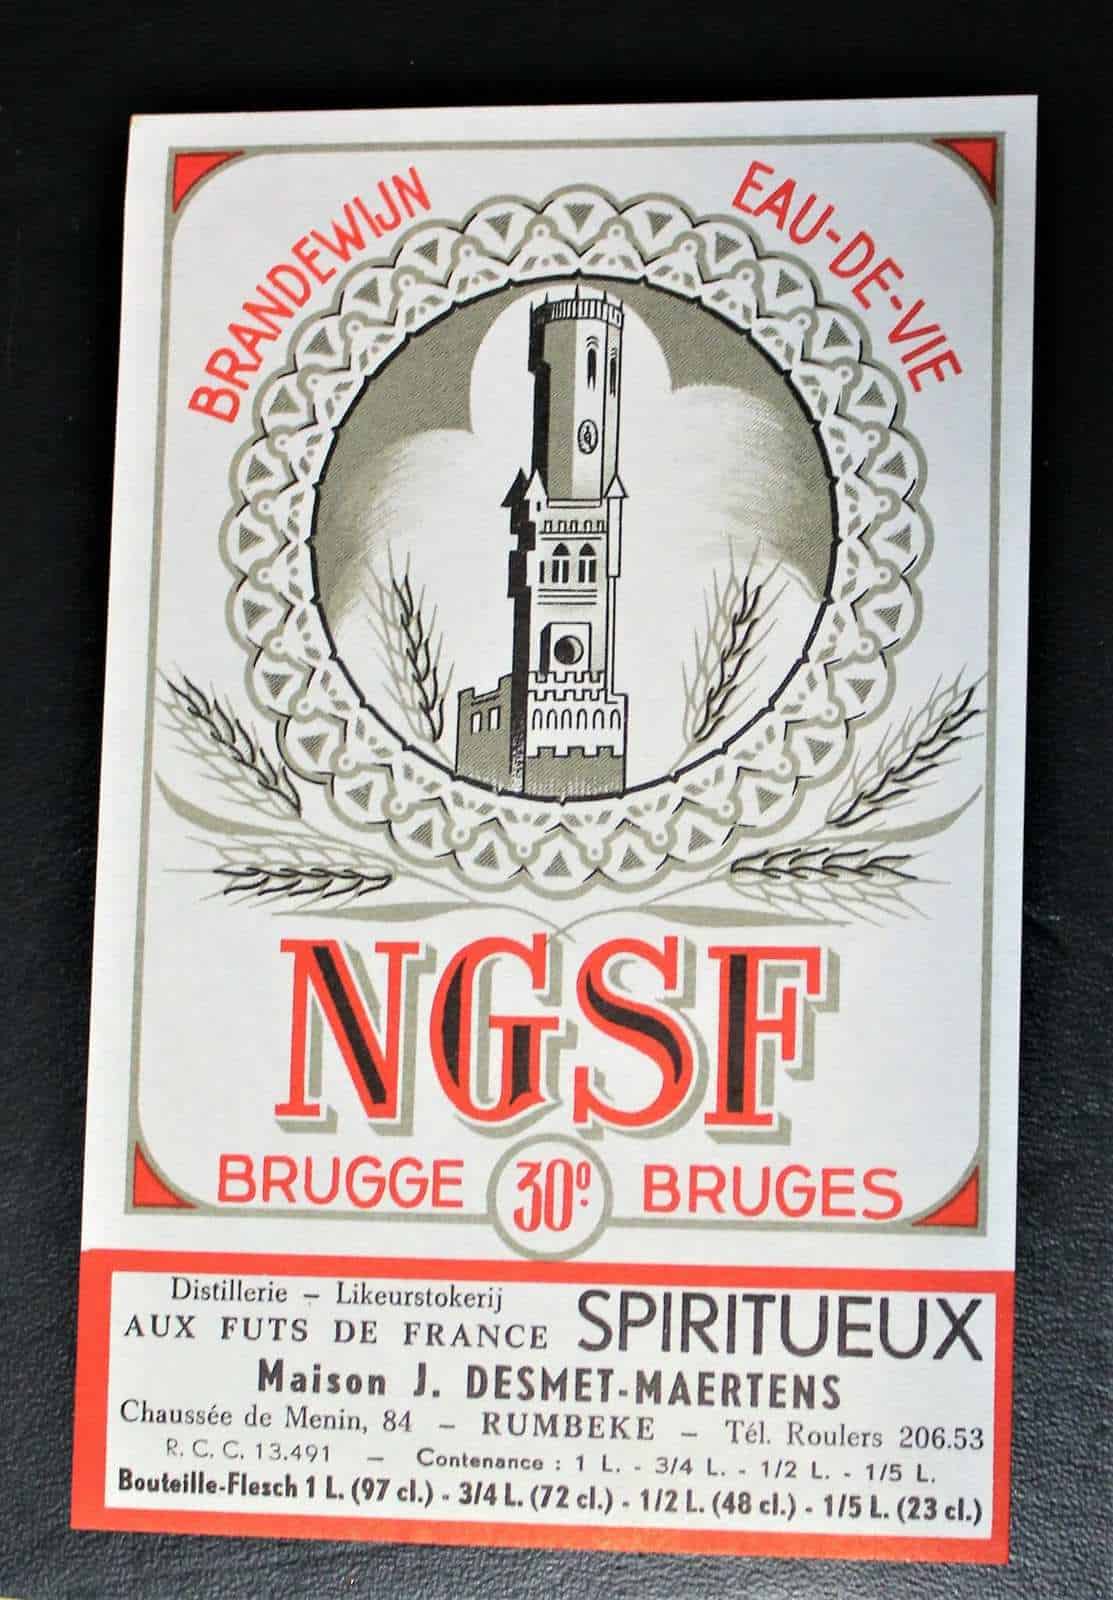 BRANDEWIJN
EAU-DE-VIE
NGSF
BRUGGE 30º BRUGES
Distillerie – Likeurstokerij
AUX FUTS DE FRANCE SPIRITUEUX
Maison J. DESMET-MAERTENS
Chaussée de Menin, 84 – RUMBEKE – Tél. Roulers 206.53
R. C. C. 13.491 – Contenance : 1 L. - 3/4 L. - 1/2 L. - 1/5 L.
Bouteille-Flesch 1 L. (97 cl.) - 3/4 L. (72 cl.) - 1/2 L. (48 cl.) - 1/5 L. (23 cl.)